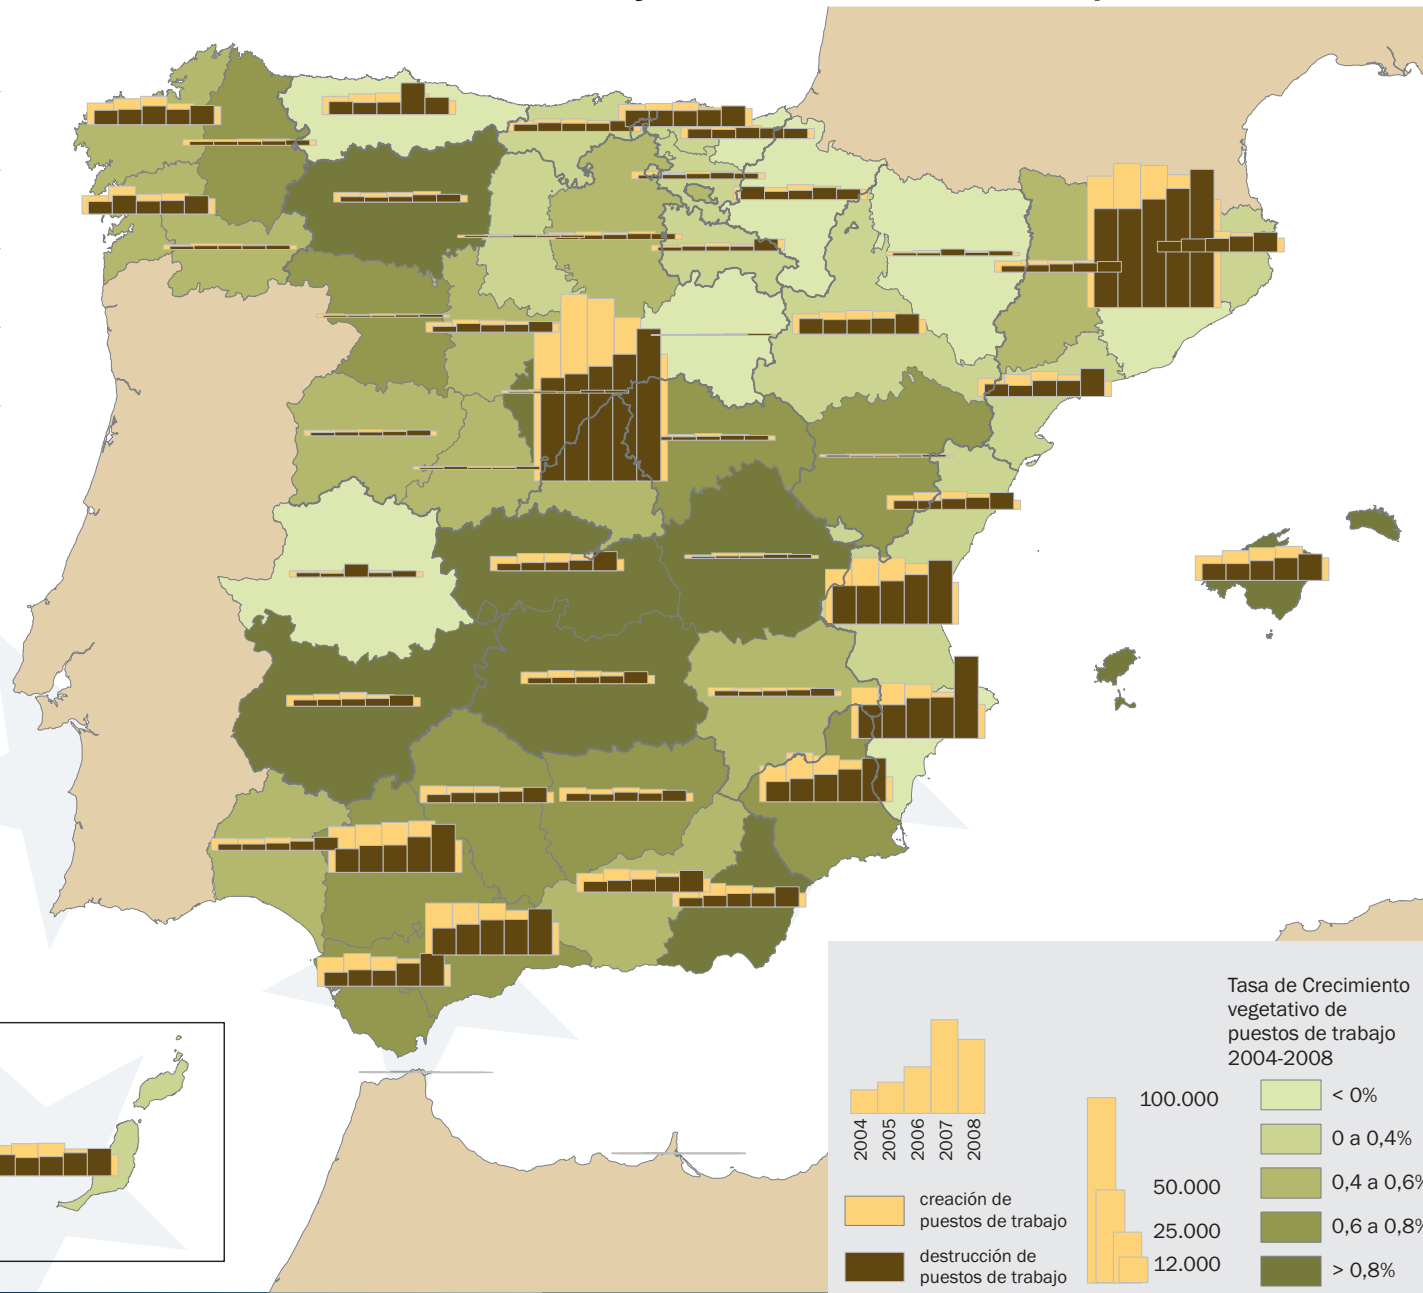 Tasa de Crecimiento
vegetativo de
puestos de trabajo
2004-2008
< 0%
0 a 0,4%
0,4 a 0,6%
0,6 a 0,8%
> 0,8%
100.000
50.000
25.000
12.000
2004
2005
2006
2007
2008
creación de
puestos de trabajo
destrucción de
puestos de trabajo